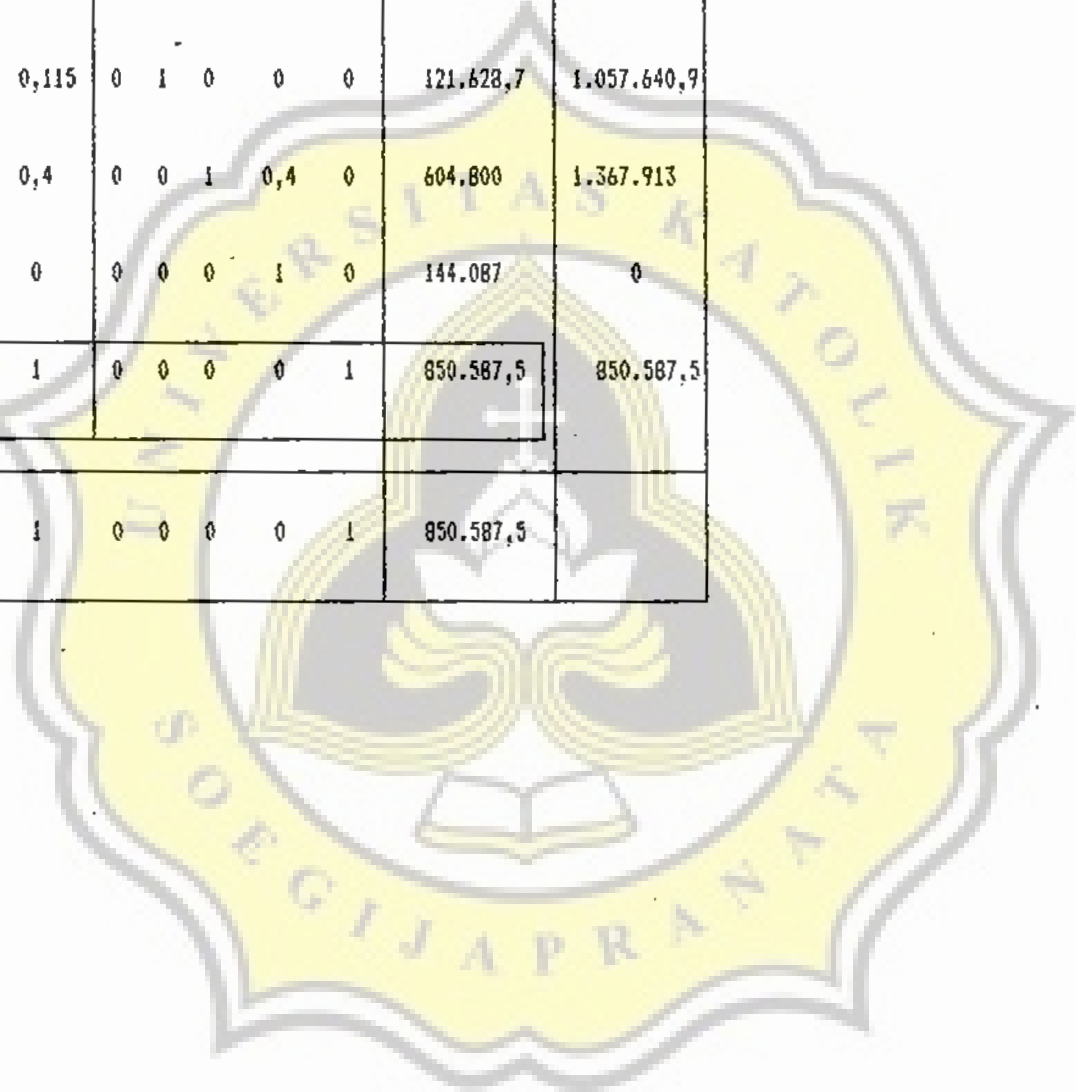 0,115 0 1 0 0 0 121.628,7 1.057.640,9
0,4 0 0 1 0,4 0 604.800 1.367.913
0 0 0 0 1 0 144.087 0
1 0 0 0 0 1 850.587,5 850.587,5
1 0 0 0 0 1 850.587,5
UNIVERSITAS KATOLIK
SOEGIJAPRANATA